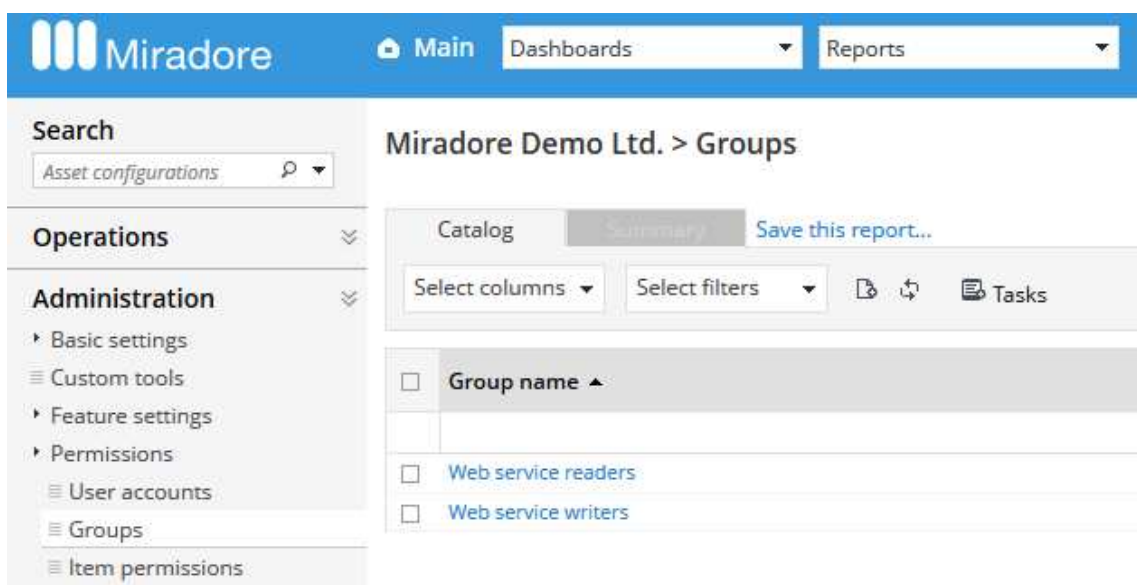 Miradore
Main
Dashboards
Reports
Search
Asset configurations
Operations
Administration
Basic settings
Custom tools
Feature settings
Permissions
User accounts
Groups
Item permissions
Miradore Demo Ltd. > Groups
Catalog
Summary
Save this report...
Select columns
Select filters
Tasks
Group name
Web service readers
Web service writers